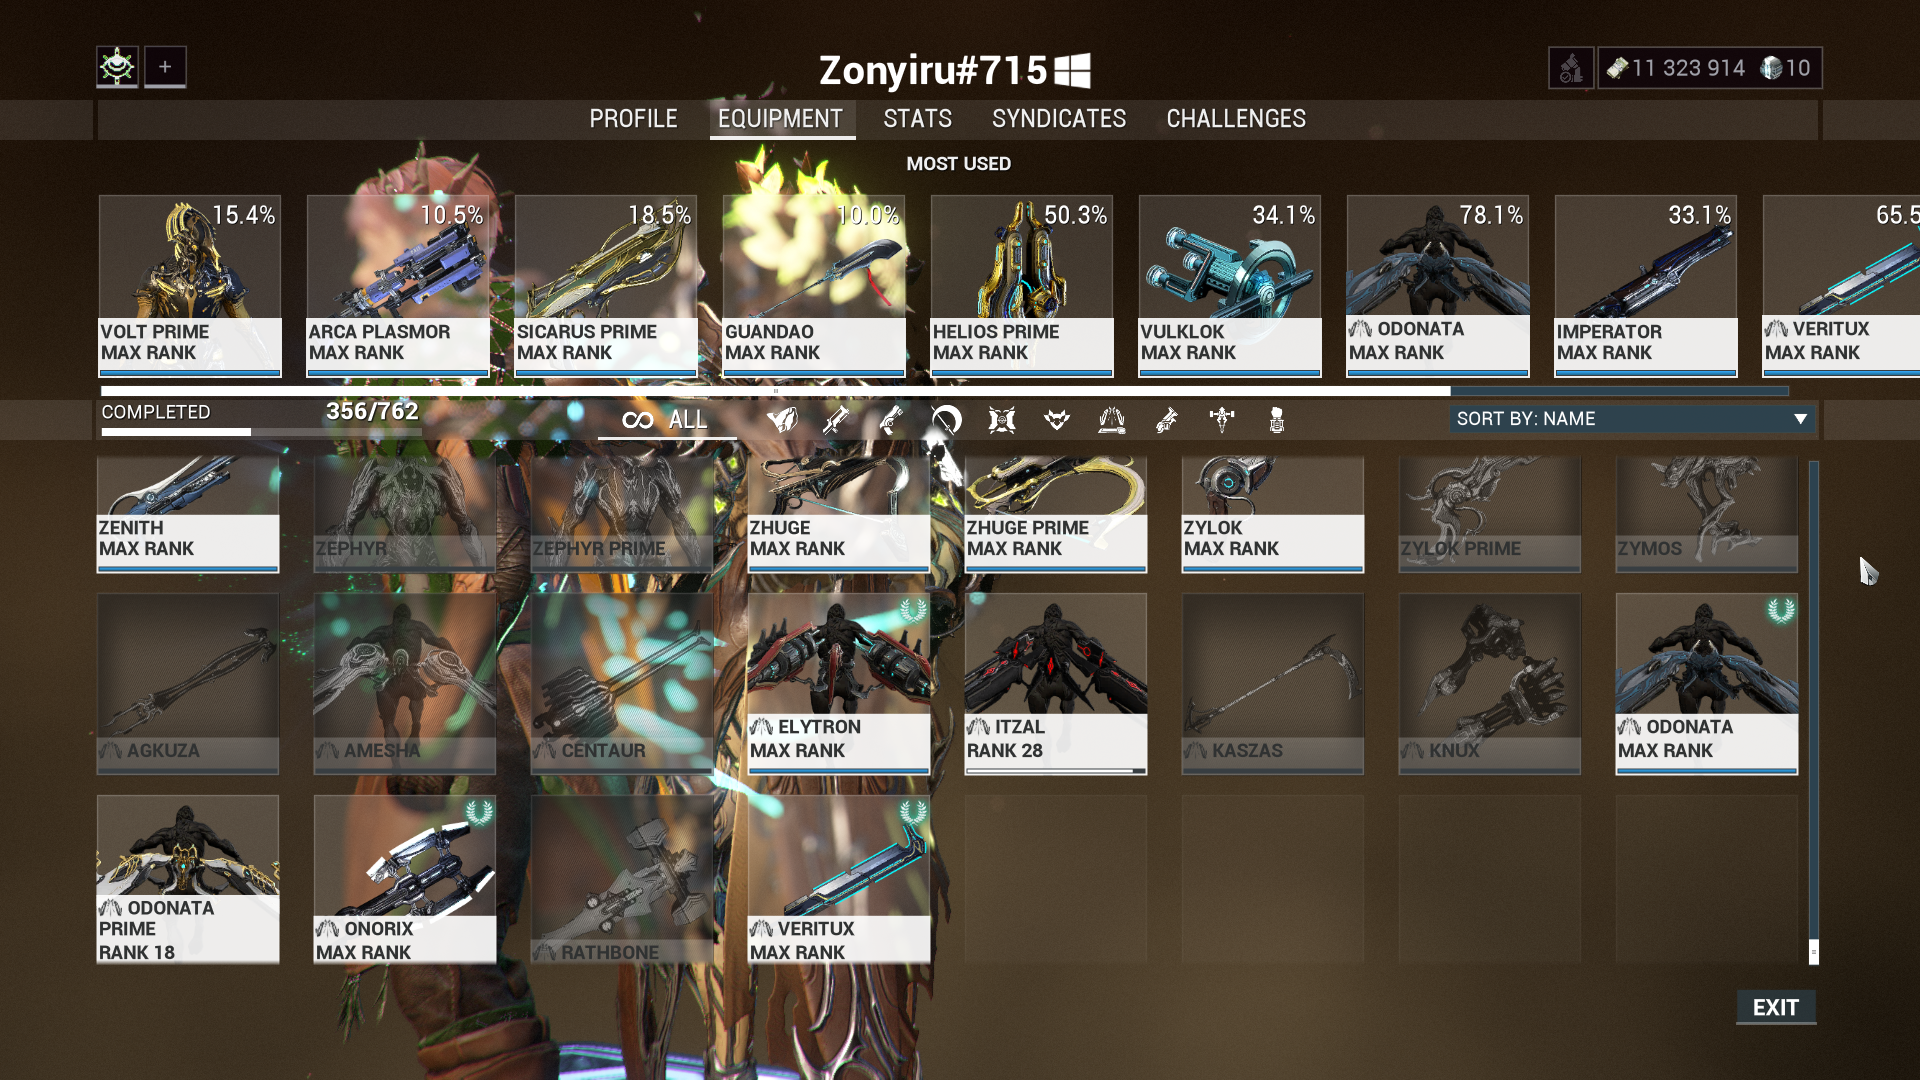 +
Zonyiru#715
11 323 914
10
PROFILE
EQUIPMENT
STATS
SYNDICATES
CHALLENGES
MOST USED
15.4%
VOLT PRIME
MAX RANK
10.5%
ARCA PLASMOR
MAX RANK
18.5%
SICARUS PRIME
MAX RANK
10.0%
GUANDAO
MAX RANK
50.3%
HELIOS PRIME
MAX RANK
34.1%
VULKLOK
MAX RANK
78.1%
ODONATA
MAX RANK
33.1%
IMPERATOR
MAX RANK
65.5
VERITUX
MAX RANK
COMPLETED
356/762
ALL
SORT BY: NAME
ZENITH
MAX RANK
ZEPHYR
ZEPHYR PRIME
ZHUGE
MAX RANK
ZHUGE PRIME
MAX RANK
ZYLOK
MAX RANK
ZYLOK PRIME
ZYMOS
AGKUZA
AMESHA
CENTAUR
ELYTRON
MAX RANK
ITZAL
RANK 28
KASZAS
KNUX
ODONATA
MAX RANK
ODONATA
PRIME
RANK 18
ONORIX
MAX RANK
RATHBONE
VERITUX
MAX RANK
EXIT